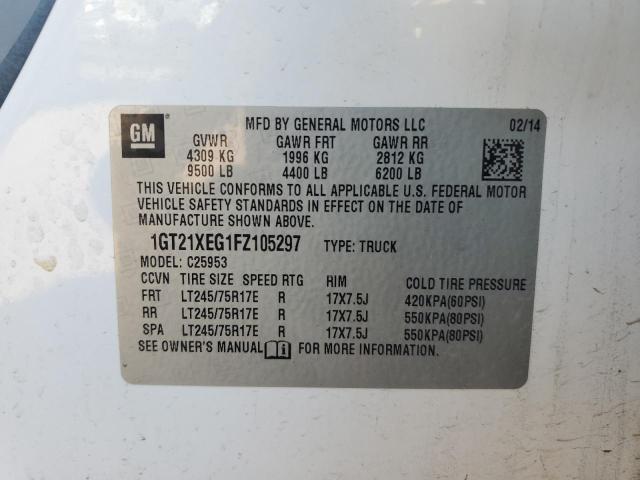 GM
MFD BY GENERAL MOTORS LLC 02/14
GVWR GAWR FRT GAWR RR
4309 KG 1996 KG 2812 KG
9500 LB 4400 LB 6200 LB
THIS VEHICLE CONFORMS TO ALL APPLICABLE U.S. FEDERAL MOTOR
VEHICLE SAFETY STANDARDS IN EFFECT ON THE DATE OF
MANUFACTURE SHOWN ABOVE.
1GT21XEG1FZ105297 TYPE: TRUCK
MODEL: C25953
CCVN TIRE SIZE SPEED RTG RIM COLD TIRE PRESSURE
FRT LT245/75R17E R 17X7.5J 420KPA(60PSI)
RR LT245/75R17E R 17X7.5J 550KPA(80PSI)
SPA LT245/75R17E R 17X7.5J 550KPA(80PSI)
SEE OWNER'S MANUAL FOR MORE INFORMATION.